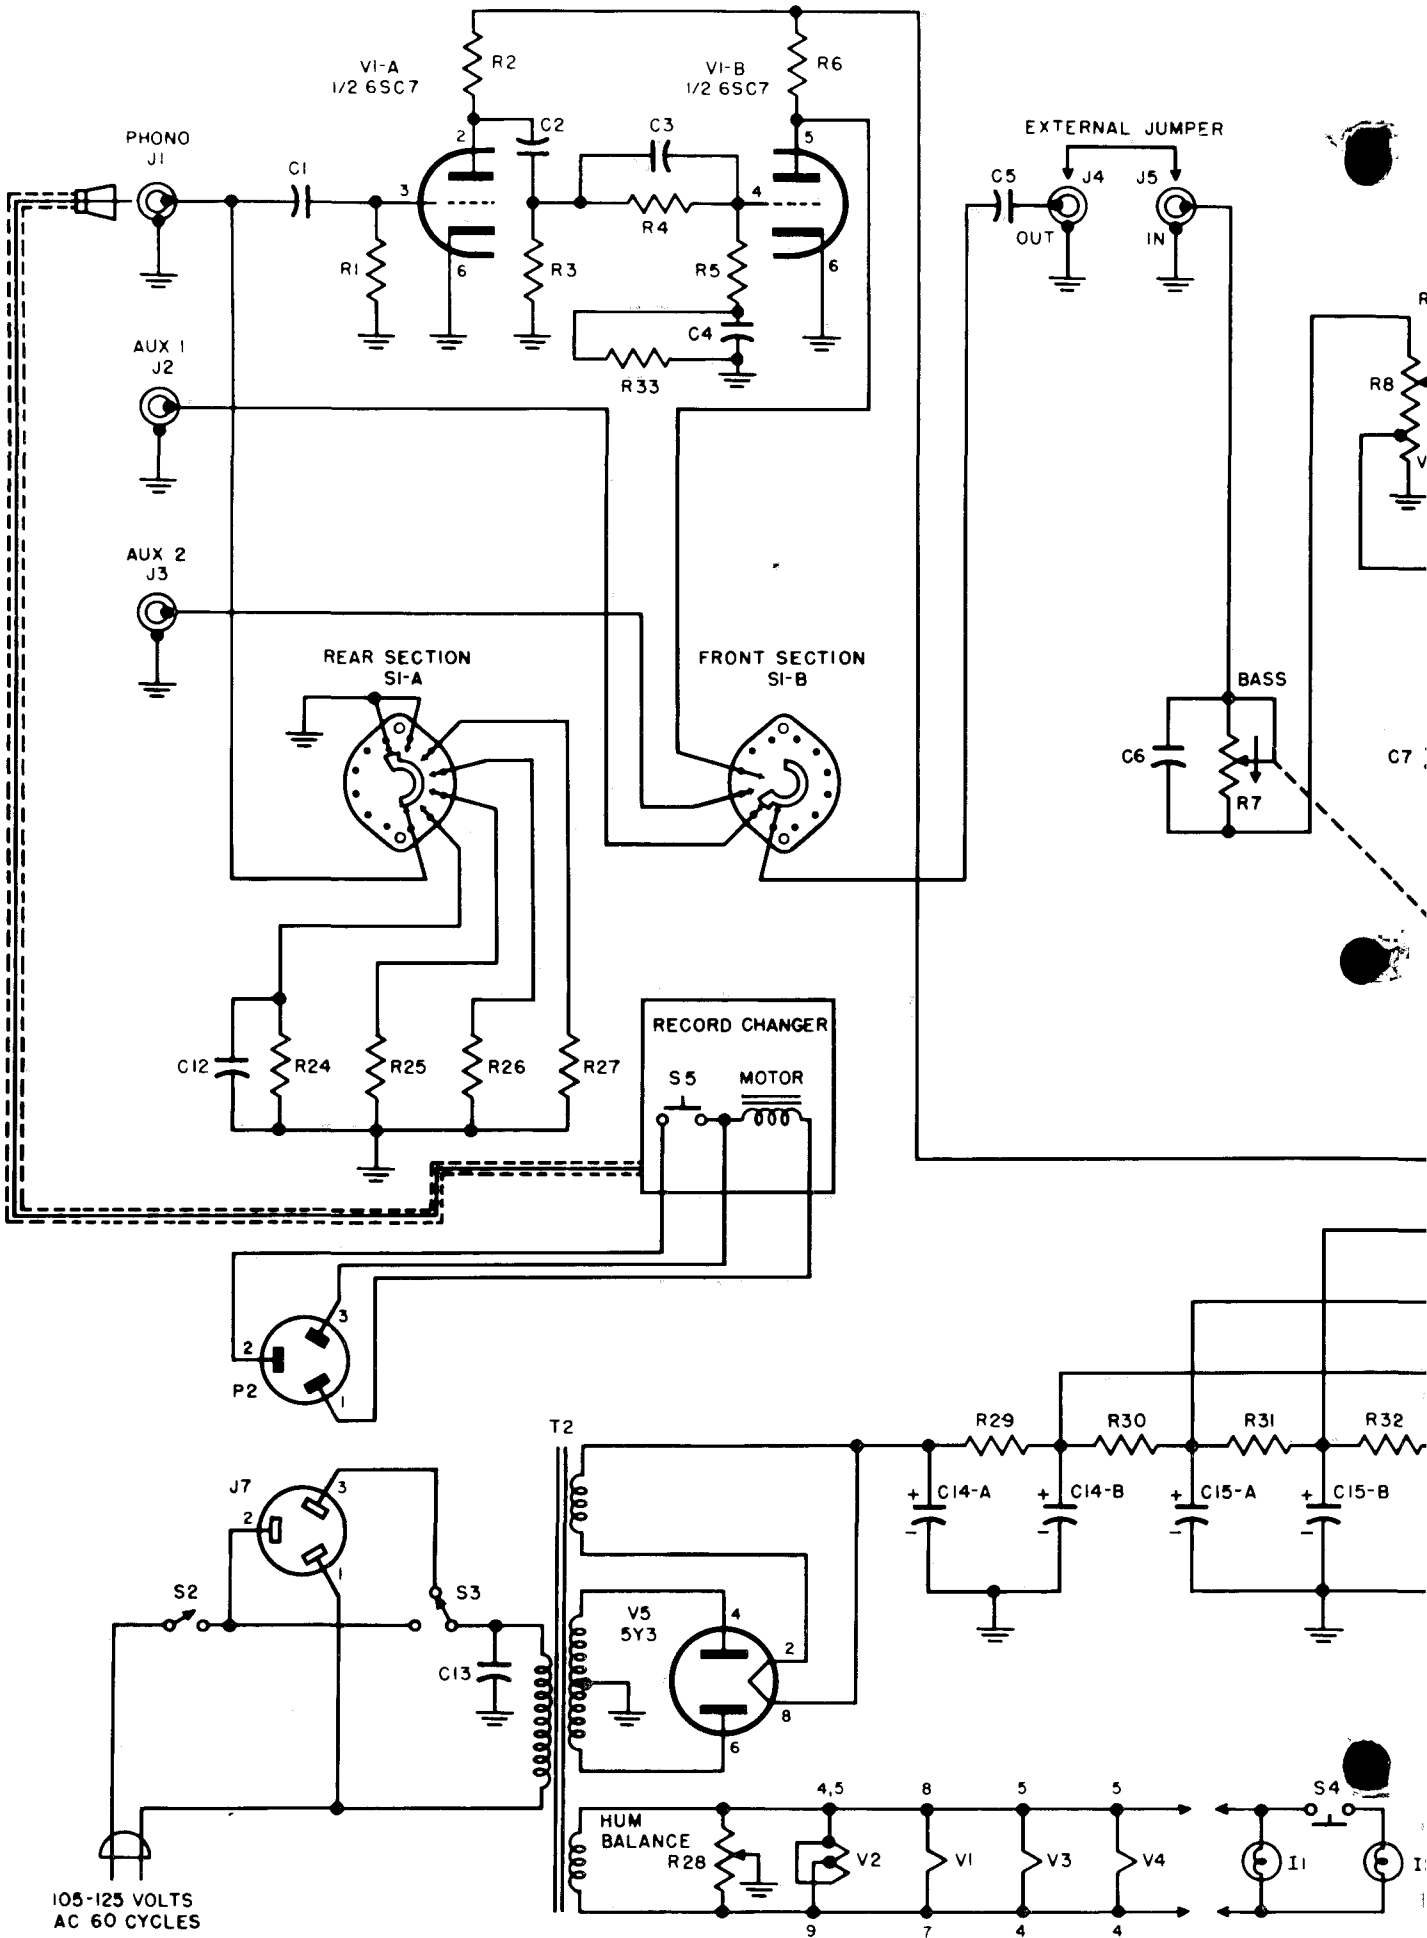 V1-A
1/2 6SC7
R2
V1-B
1/2 6SC7
R6
PHONO
J1
C1
2
C2
C3
5
EXTERNAL JUMPER
C5
J4
J5
3
4
R4
OUT
IN
R1
6
R3
R5
6
C4
R33
AUX 1
J2
R8
AUX 2
J3
REAR SECTION
S1-A
FRONT SECTION
S1-B
BASS
C6
R7
C7
C12
R24
R25
R26
R27
RECORD CHANGER
S5
MOTOR
3
2
P2
1
T2
R29
R30
R31
R32
J7
3
2
1
+ C14-A
-
+ C14-B
-
+ C15-A
-
+ C15-B
-
S2
S3
C13
V5
5Y3
4
2
8
6
HUM
BALANCE
R28
4,5
8
5
5
S4
V2
V1
V3
V4
I1
9
7
4
4
105-125 VOLTS
AC 60 CYCLES